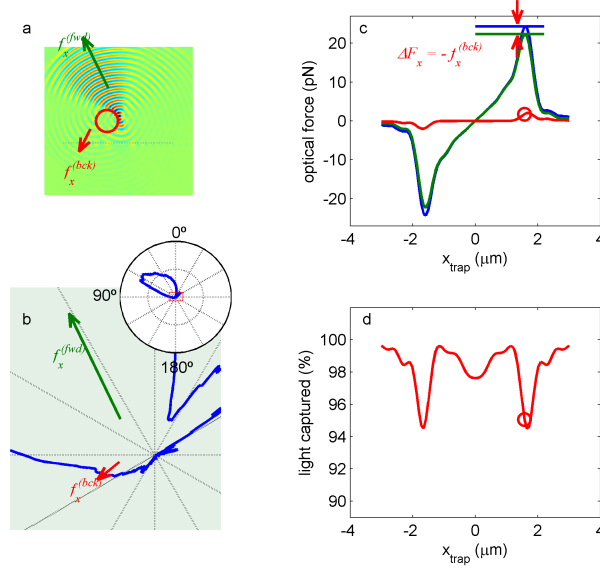 a
f_x^(fwd)
f_x^(bck)
0º
90º
180º
b
f_x^(fwd)
f_x^(bck)
c
ΔF_x = - f_x^(bck)
optical force (pN)
20
10
0
-10
-20
-4 -2 0 2 4
x_trap (μm)
d
light captured (%)
100
98
96
94
92
90
-4 -2 0 2 4
x_trap (μm)